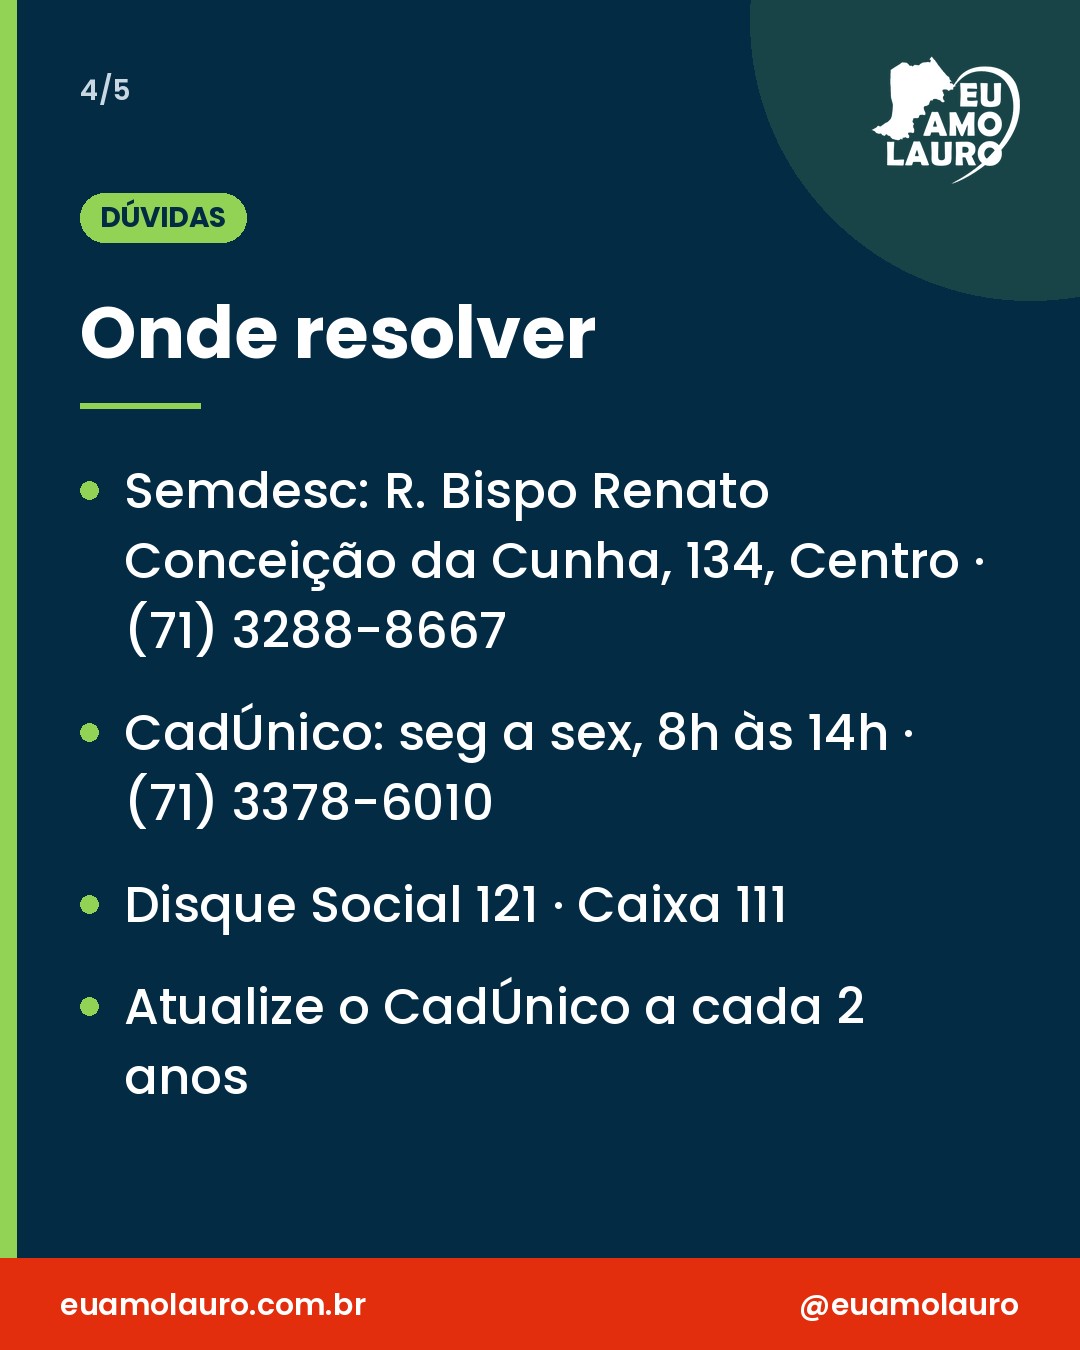 4/5
EU
AMO
LAURO
DÚVIDAS
Onde resolver
Semdesc: R. Bispo Renato
Conceição da Cunha, 134, Centro ·
(71) 3288-8667
CadÚnico: seg a sex, 8h às 14h ·
(71) 3378-6010
Disque Social 121 · Caixa 111
Atualize o CadÚnico a cada 2
anos
euamolauro.com.br
@euamolauro